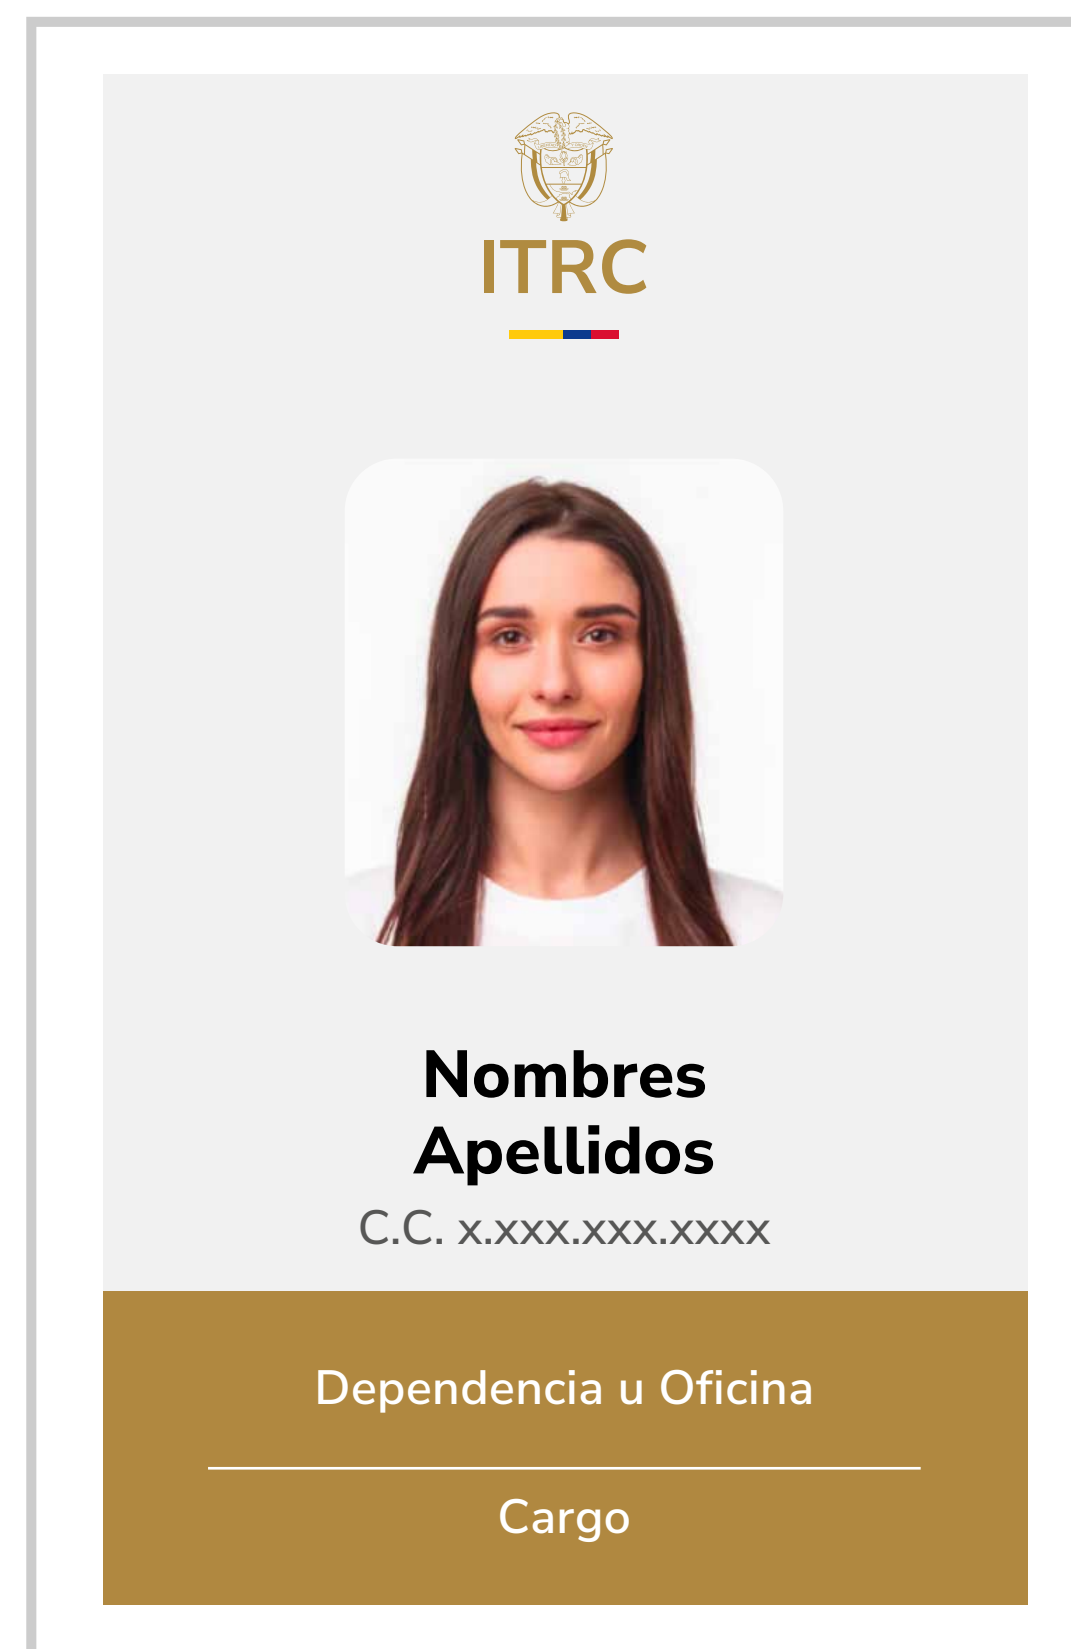 ITRC
Nombres
Apellidos
C.C. x.xxx.xxx.xxxx
Dependencia u Oficina
Cargo